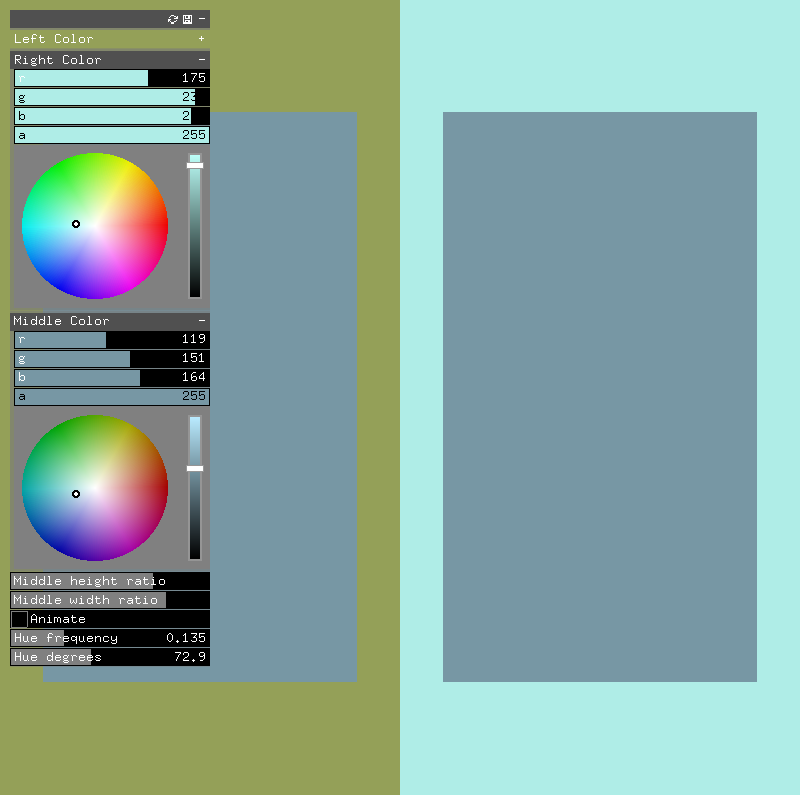 Left Color +
Right Color -
r 175
g 23
b 2
a 255
Middle Color -
r 119
g 151
b 164
a 255
Middle height ratio
Middle width ratio
Animate
Hue frequency 0.135
Hue degrees 72.9